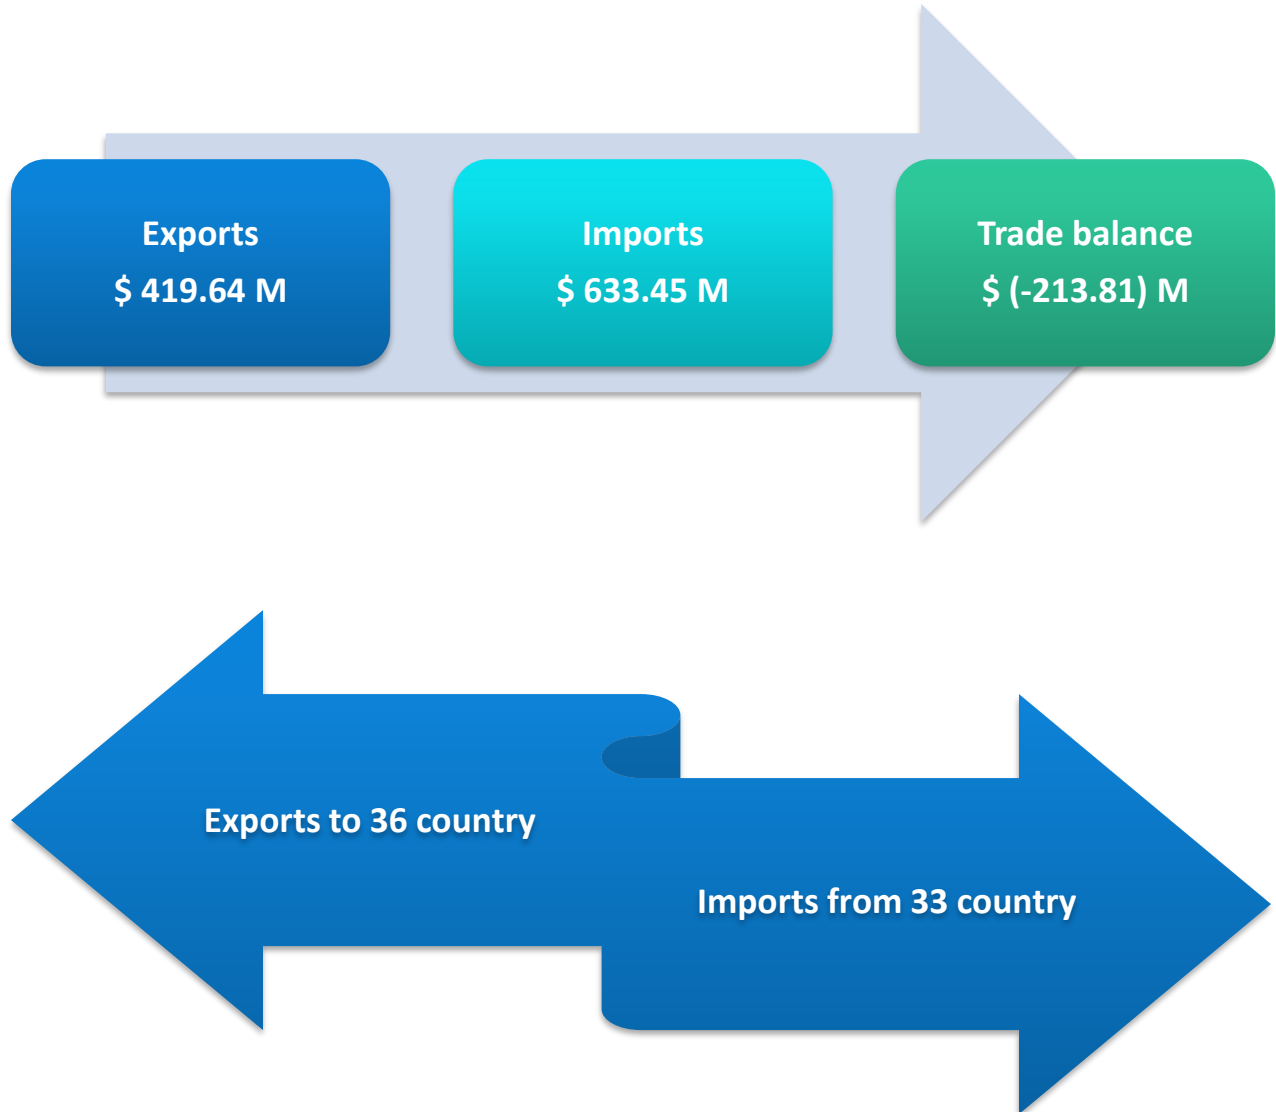 Exports
$ 419.64 M
Imports
$ 633.45 M
Trade balance
$ (-213.81) M
Exports to 36 country
Imports from 33 country